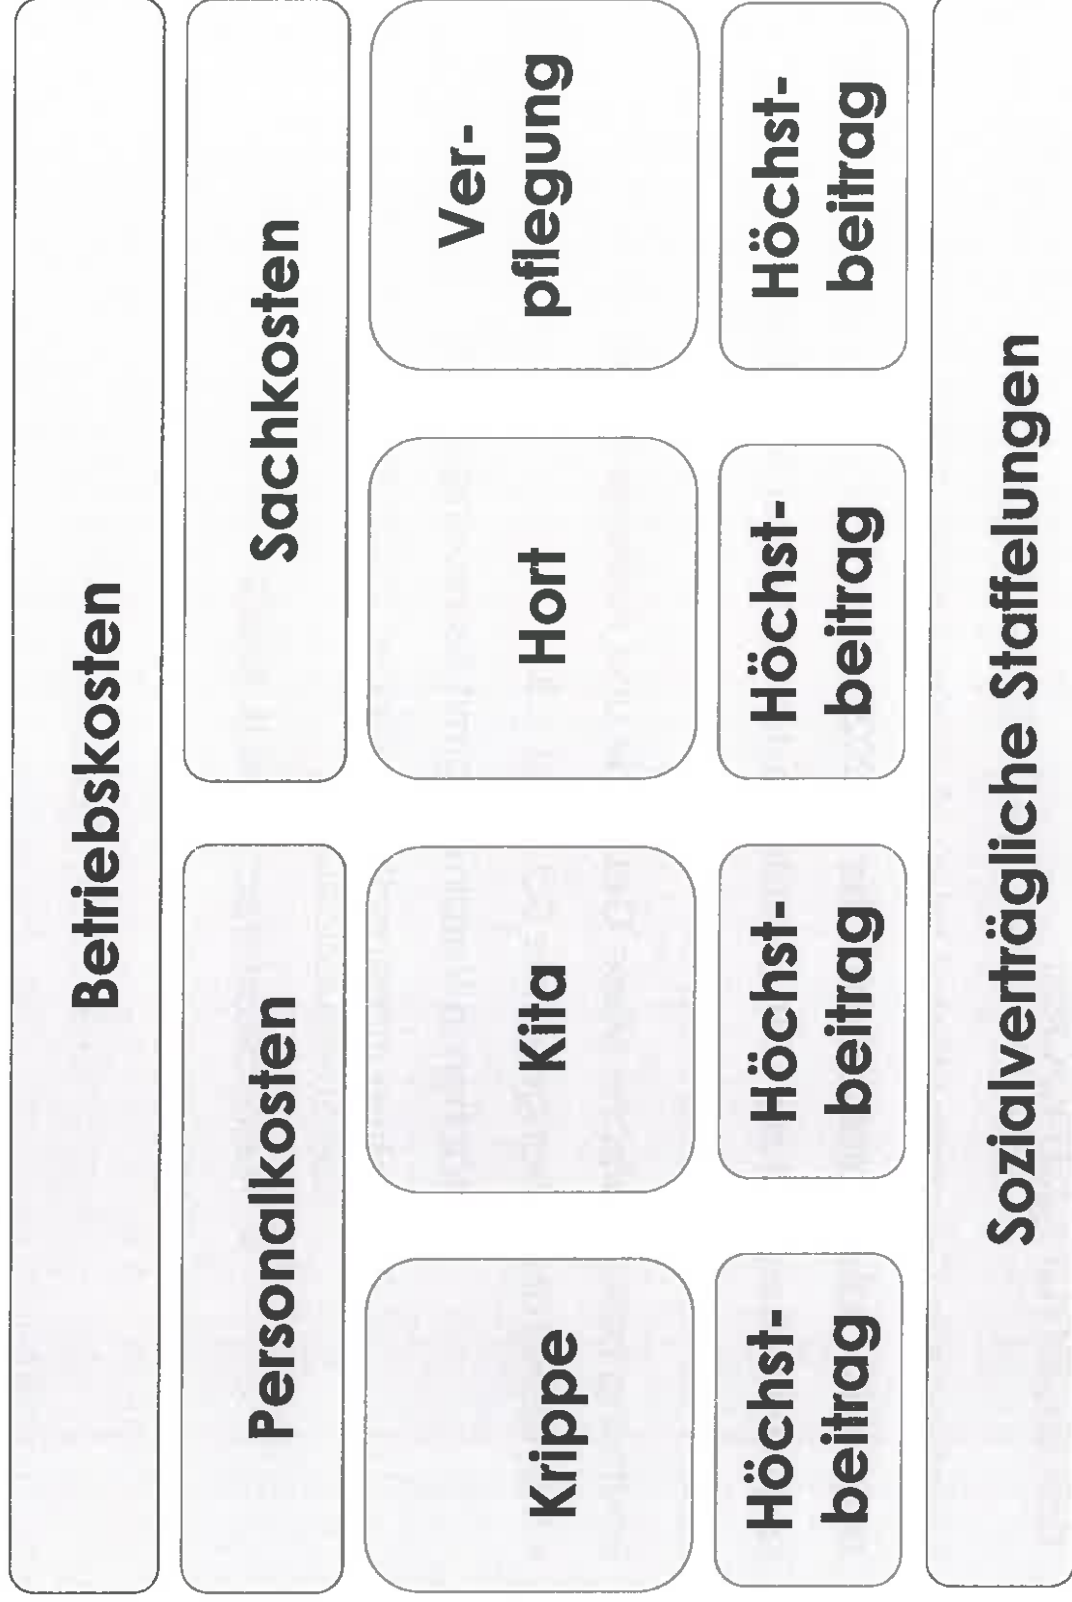 Betriebskosten
Personalkosten
Sachkosten
Krippe
Kita
Hort
Ver-
pflegung
Höchst-
beitrag
Höchst-
beitrag
Höchst-
beitrag
Höchst-
beitrag
Sozialverträgliche Staffelungen